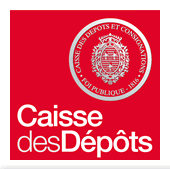 CAISSE DES DEPOTS ET CONSIGNATIONS
FOI PUBLIQUE - 1816
Caisse
desDépôts